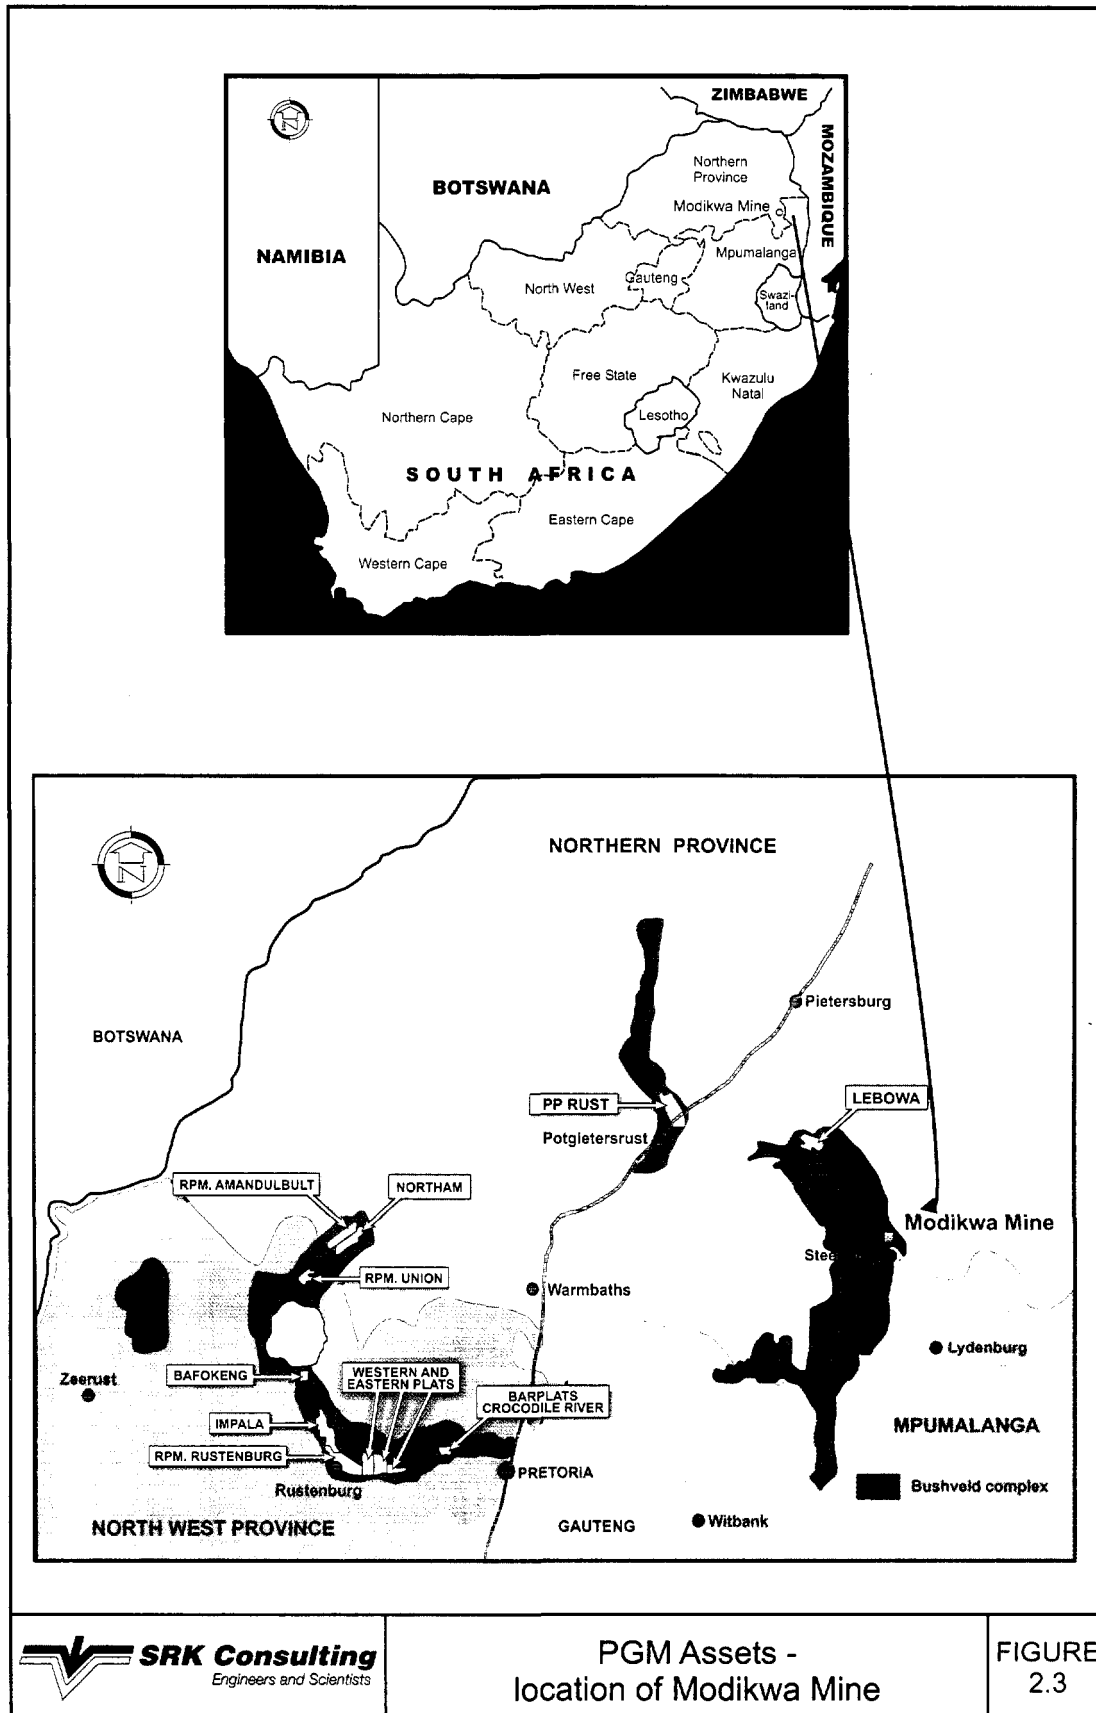 ZIMBABWE
N
MOZAMBIQUE
Northern
Province
BOTSWANA
Modikwa Mine
NAMIBIA
Mpumalanga
North West
Gauteng
Swazi-
land
Free State
Kwazulu
Natal
Northern Cape
Lesotho
SOUTH AFRICA
Eastern Cape
Western Cape
NORTHERN PROVINCE
N
Pietersburg
BOTSWANA
PP RUST
LEBOWA
Potgietersrust
RPM. AMANDULBULT
NORTHAM
Modikwa Mine
Stee
RPM. UNION
Warmbaths
Lydenburg
Zeerust
BAFOKENG
WESTERN AND
EASTERN PLATS
BARPLATS
CROCODILE RIVER
IMPALA
MPUMALANGA
RPM. RUSTENBURG
PRETORIA
Rustenburg
Bushveld complex
NORTH WEST PROVINCE
GAUTENG
Witbank
SRK Consulting
Engineers and Scientists
PGM Assets -
location of Modikwa Mine
FIGURE
2.3